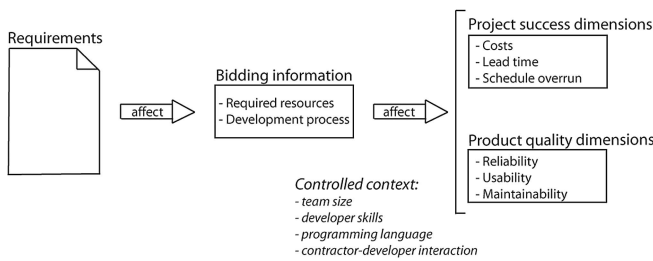 Requirements
affect
Bidding information
- Required resources
- Development process
affect
Project success dimensions
- Costs
- Lead time
- Schedule overrun
Product quality dimensions
- Reliability
- Usability
- Maintainability
Controlled context:
- team size
- developer skills
- programming language
- contractor-developer interaction